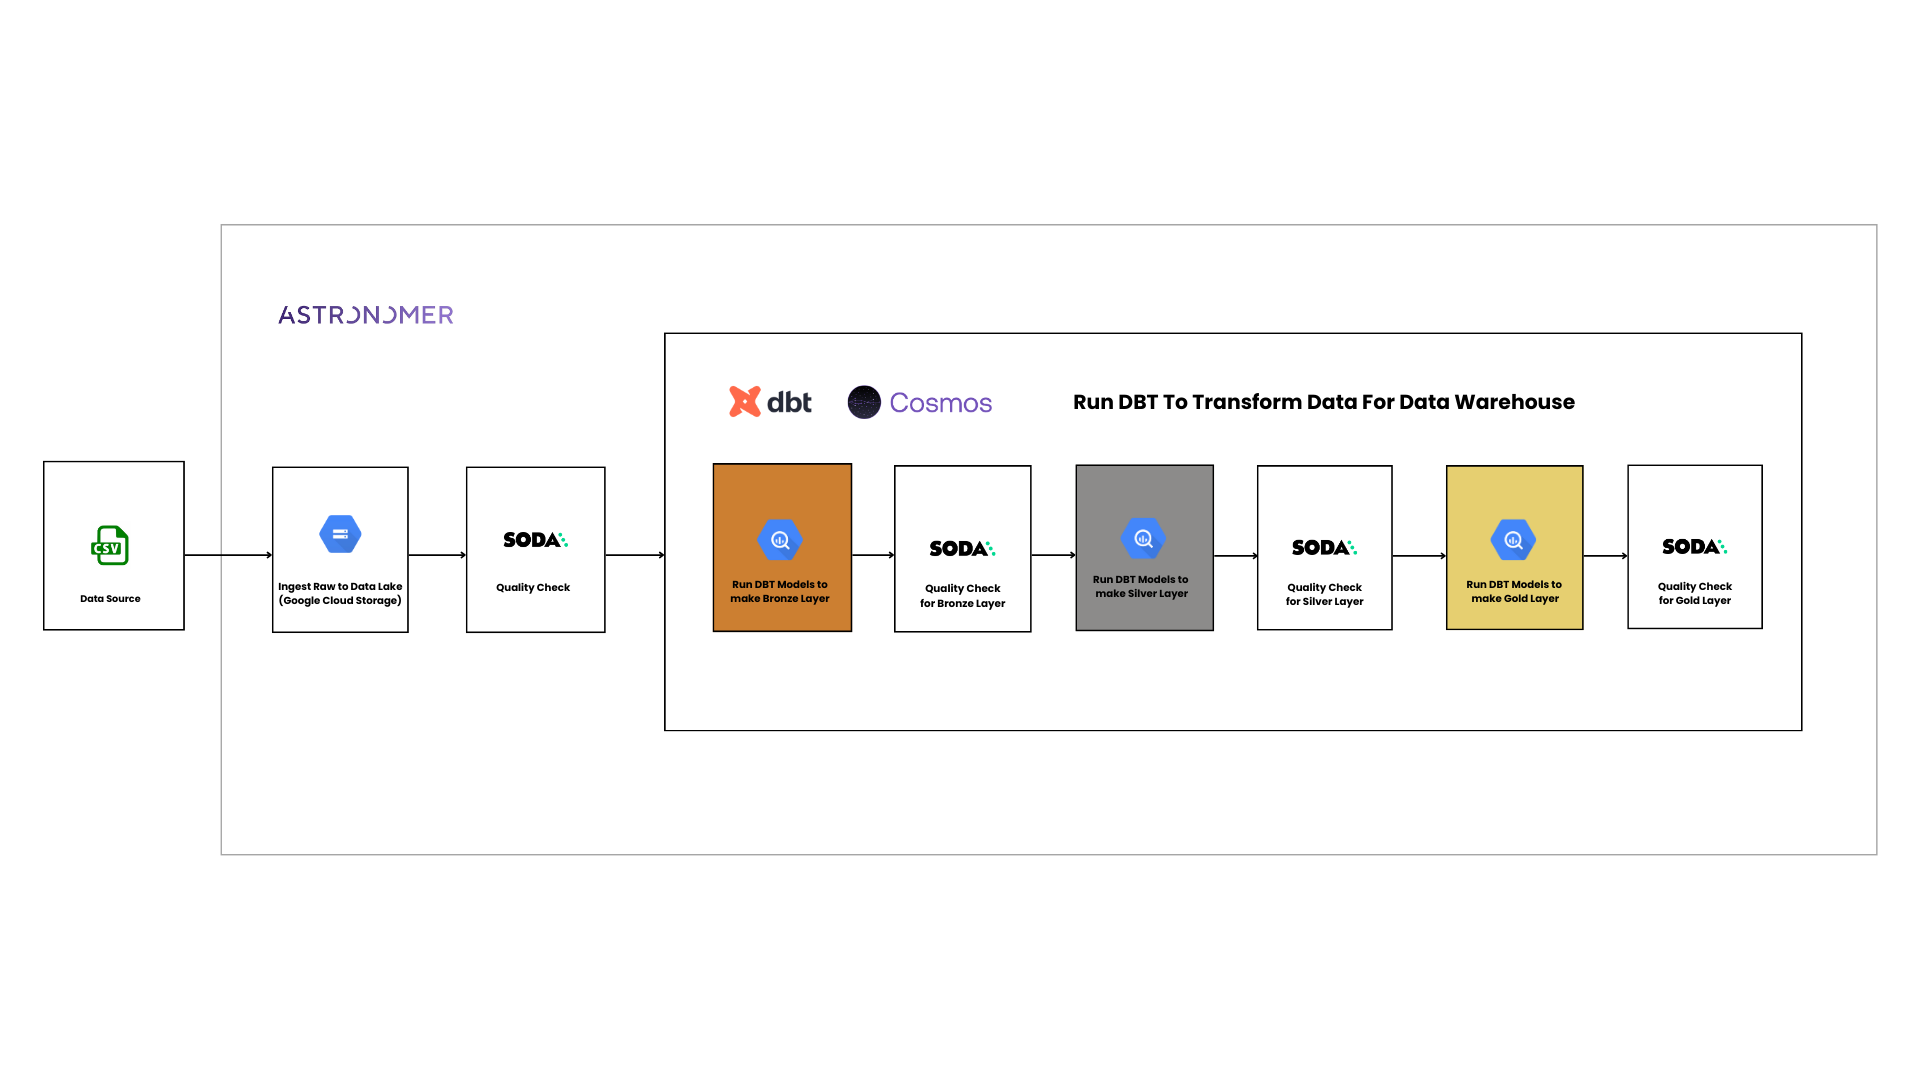 ASTRONOMER
dbt
Cosmos
Run DBT To Transform Data For Data Warehouse
CSV
Data Source
Ingest Raw to Data Lake
(Google Cloud Storage)
SODA
Quality Check
Run DBT Models to
make Bronze Layer
SODA
Quality Check
for Bronze Layer
Run DBT Models to
make Silver Layer
SODA
Quality Check
for Silver Layer
Run DBT Models to
make Gold Layer
SODA
Quality Check
for Gold Layer